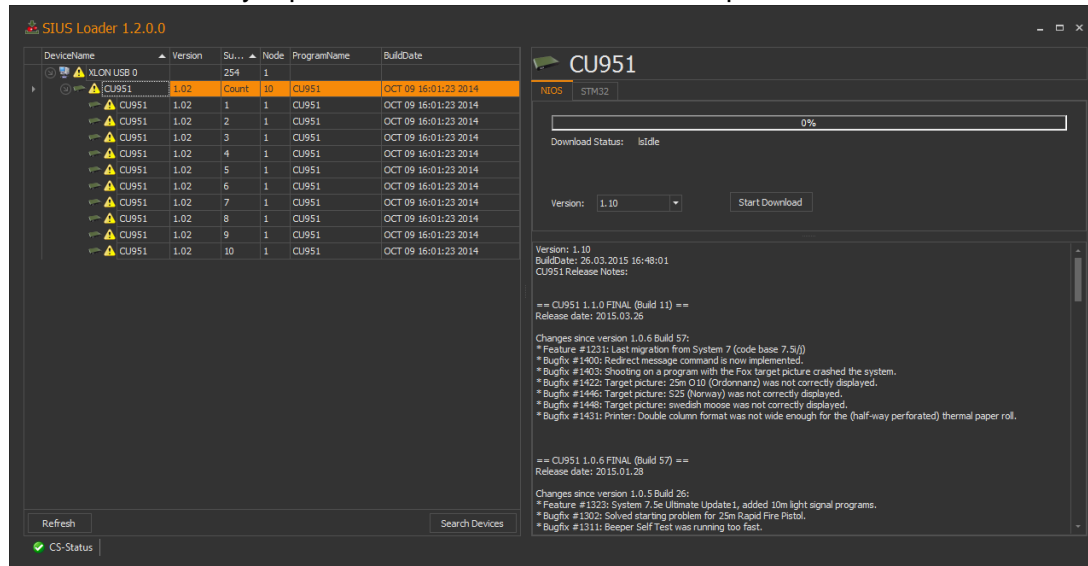 SIUS Loader 1.2.0.0
DeviceName Version Su... Node ProgramName BuildDate
XLON USB 0 254 1
CU951 1.02 Count 10 CU951 OCT 09 16:01:23 2014
CU951 1.02 1 1 CU951 OCT 09 16:01:23 2014
CU951 1.02 2 1 CU951 OCT 09 16:01:23 2014
CU951 1.02 3 1 CU951 OCT 09 16:01:23 2014
CU951 1.02 4 1 CU951 OCT 09 16:01:23 2014
CU951 1.02 5 1 CU951 OCT 09 16:01:23 2014
CU951 1.02 6 1 CU951 OCT 09 16:01:23 2014
CU951 1.02 7 1 CU951 OCT 09 16:01:23 2014
CU951 1.02 8 1 CU951 OCT 09 16:01:23 2014
CU951 1.02 9 1 CU951 OCT 09 16:01:23 2014
CU951 1.02 10 1 CU951 OCT 09 16:01:23 2014
Refresh Search Devices
CS-Status
CU951
NIOS STM32
0%
Download Status: IsIdle
Version: 1.10 Start Download
Version: 1.10
BuildDate: 26.03.2015 16:48:01
CU951 Release Notes:
== CU951 1.1.0 FINAL (Build 11) ==
Release date: 2015.03.26
Changes since version 1.0.6 Build 57:
* Feature #1231: Last migration from System 7 (code base 7.5i/j)
* Bugfix #1400: Redirect message command is now implemented.
* Bugfix #1403: Shooting on a program with the Fox target picture crashed the system.
* Bugfix #1422: Target picture: 25m O10 (Ordonnanz) was not correctly displayed.
* Bugfix #1446: Target picture: S25 (Norway) was not correctly displayed.
* Bugfix #1448: Target picture: swedish moose was not correctly displayed.
* Bugfix #1431: Printer: Double column format was not wide enough for the (half-way perforated) thermal paper roll.
== CU951 1.0.6 FINAL (Build 57) ==
Release date: 2015.01.28
Changes since version 1.0.5 Build 26:
* Feature #1323: System 7.5e Ultimate Update1, added 10m light signal programs.
* Bugfix #1302: Solved starting problem for 25m Rapid Fire Pistol.
* Bugfix #1311: Beeper Self Test was running too fast.